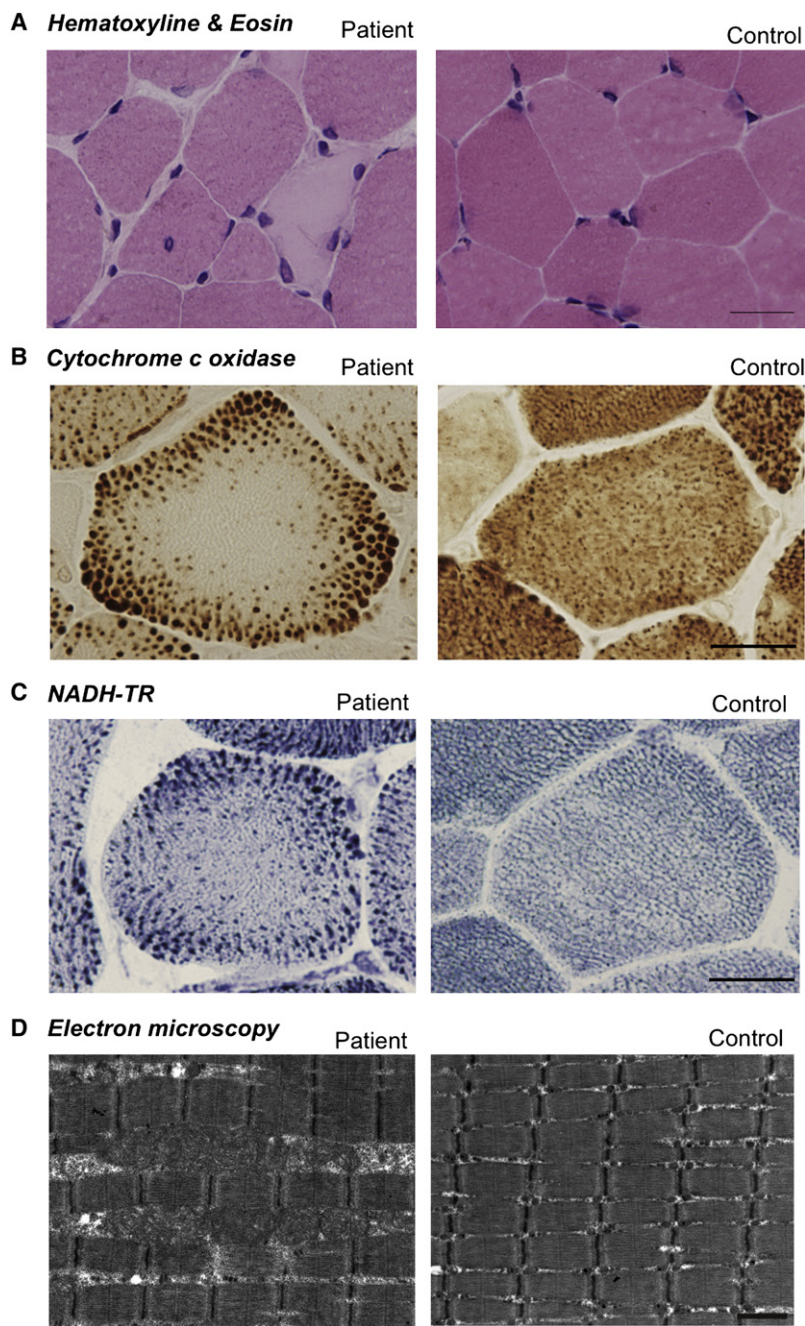 A Hematoxyline & Eosin
Patient
Control
B Cytochrome c oxidase
Patient
Control
C NADH-TR
Patient
Control
D Electron microscopy
Patient
Control